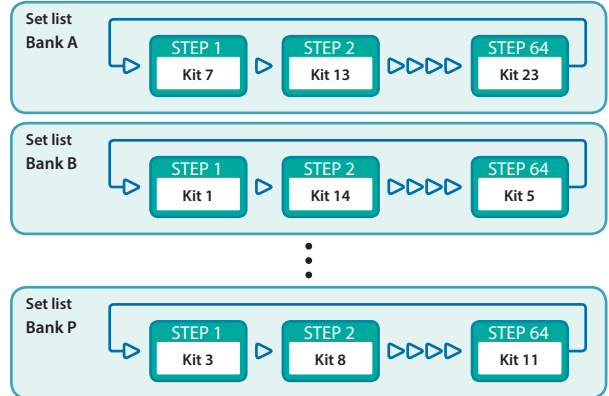 Set list
Bank A
STEP 1
Kit 7
STEP 2
Kit 13
STEP 64
Kit 23
Set list
Bank B
STEP 1
Kit 1
STEP 2
Kit 14
STEP 64
Kit 5
Set list
Bank P
STEP 1
Kit 3
STEP 2
Kit 8
STEP 64
Kit 11